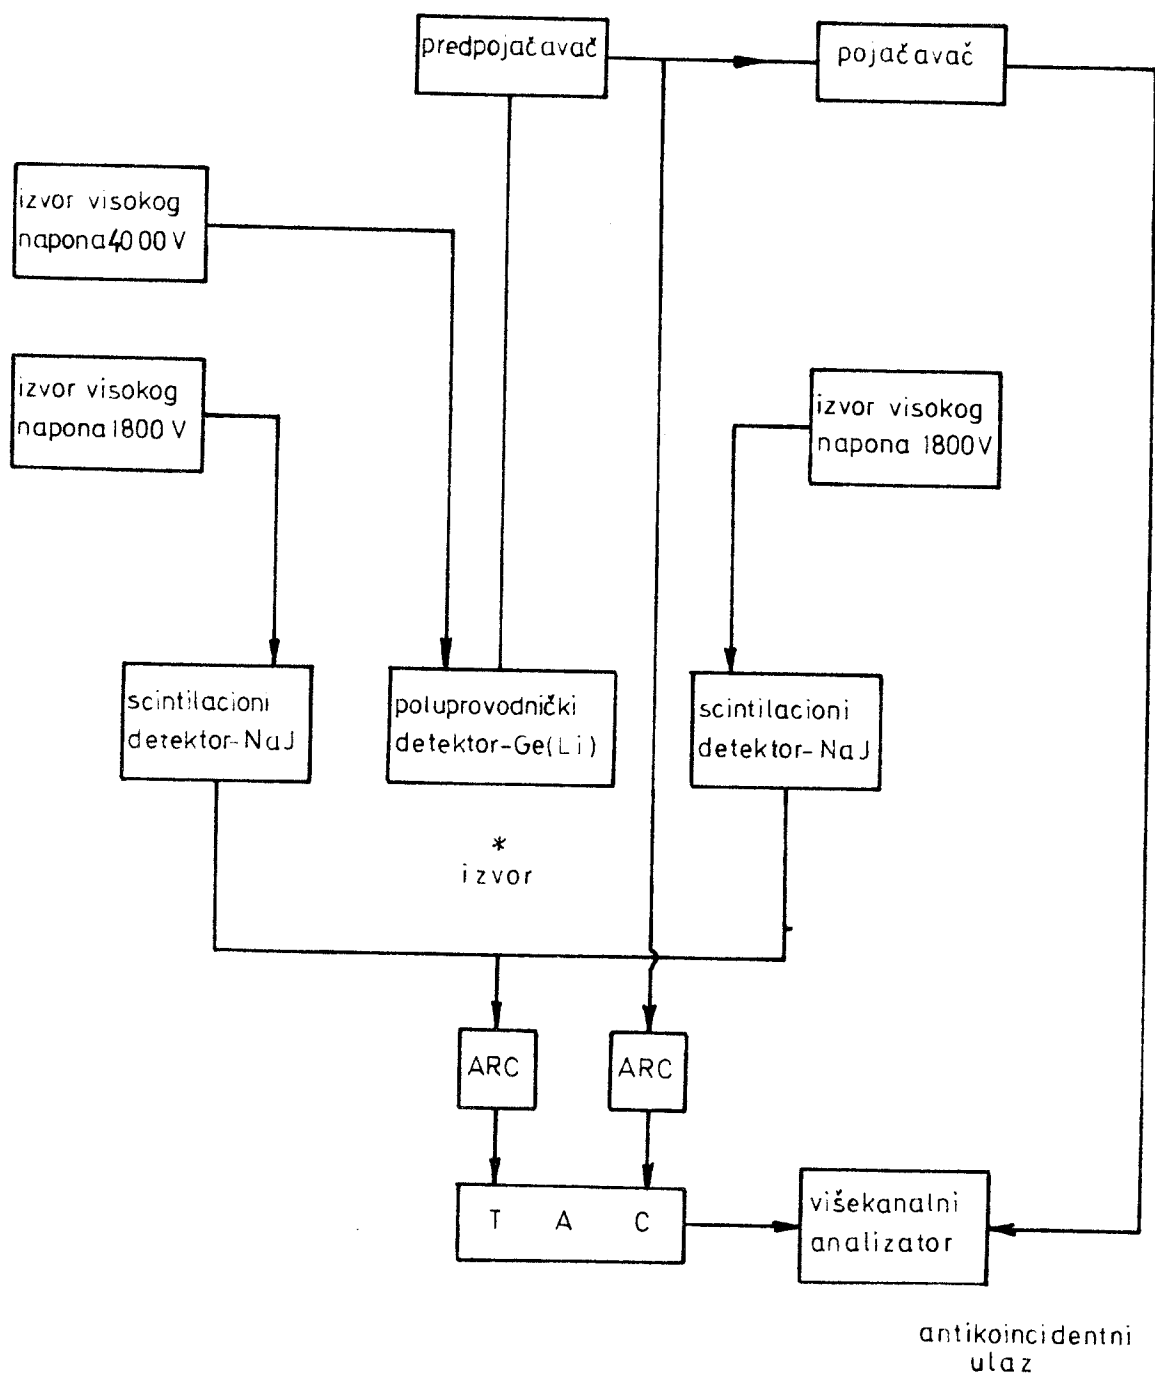 predpojačavač
pojačavač
izvor visokog
napona 4000 V
izvor visokog
napona 1800 V
izvor visokog
napona 1800V
scintilacioni
detektor-NaJ
poluprovodnički
detektor-Ge(Li)
scintilacioni
detektor-NaJ
*
izvor
ARC
ARC
T A C
višekanalni
analizator
antikoincidentni
ulaz